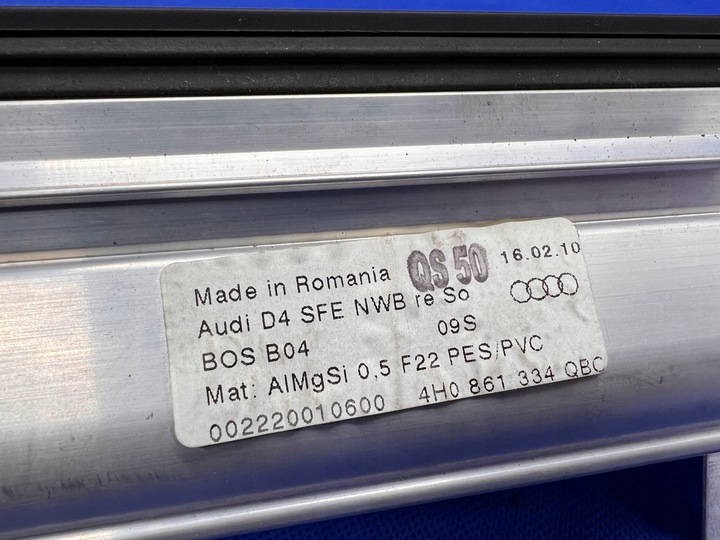 QS 50
16.02.10
Made in Romania
Audi D4 SFE NWB re So
BOS B04 09S
Mat: AlMgSi 0,5 F22 PES/PVC
002220010600 4H0 861 334 QBC